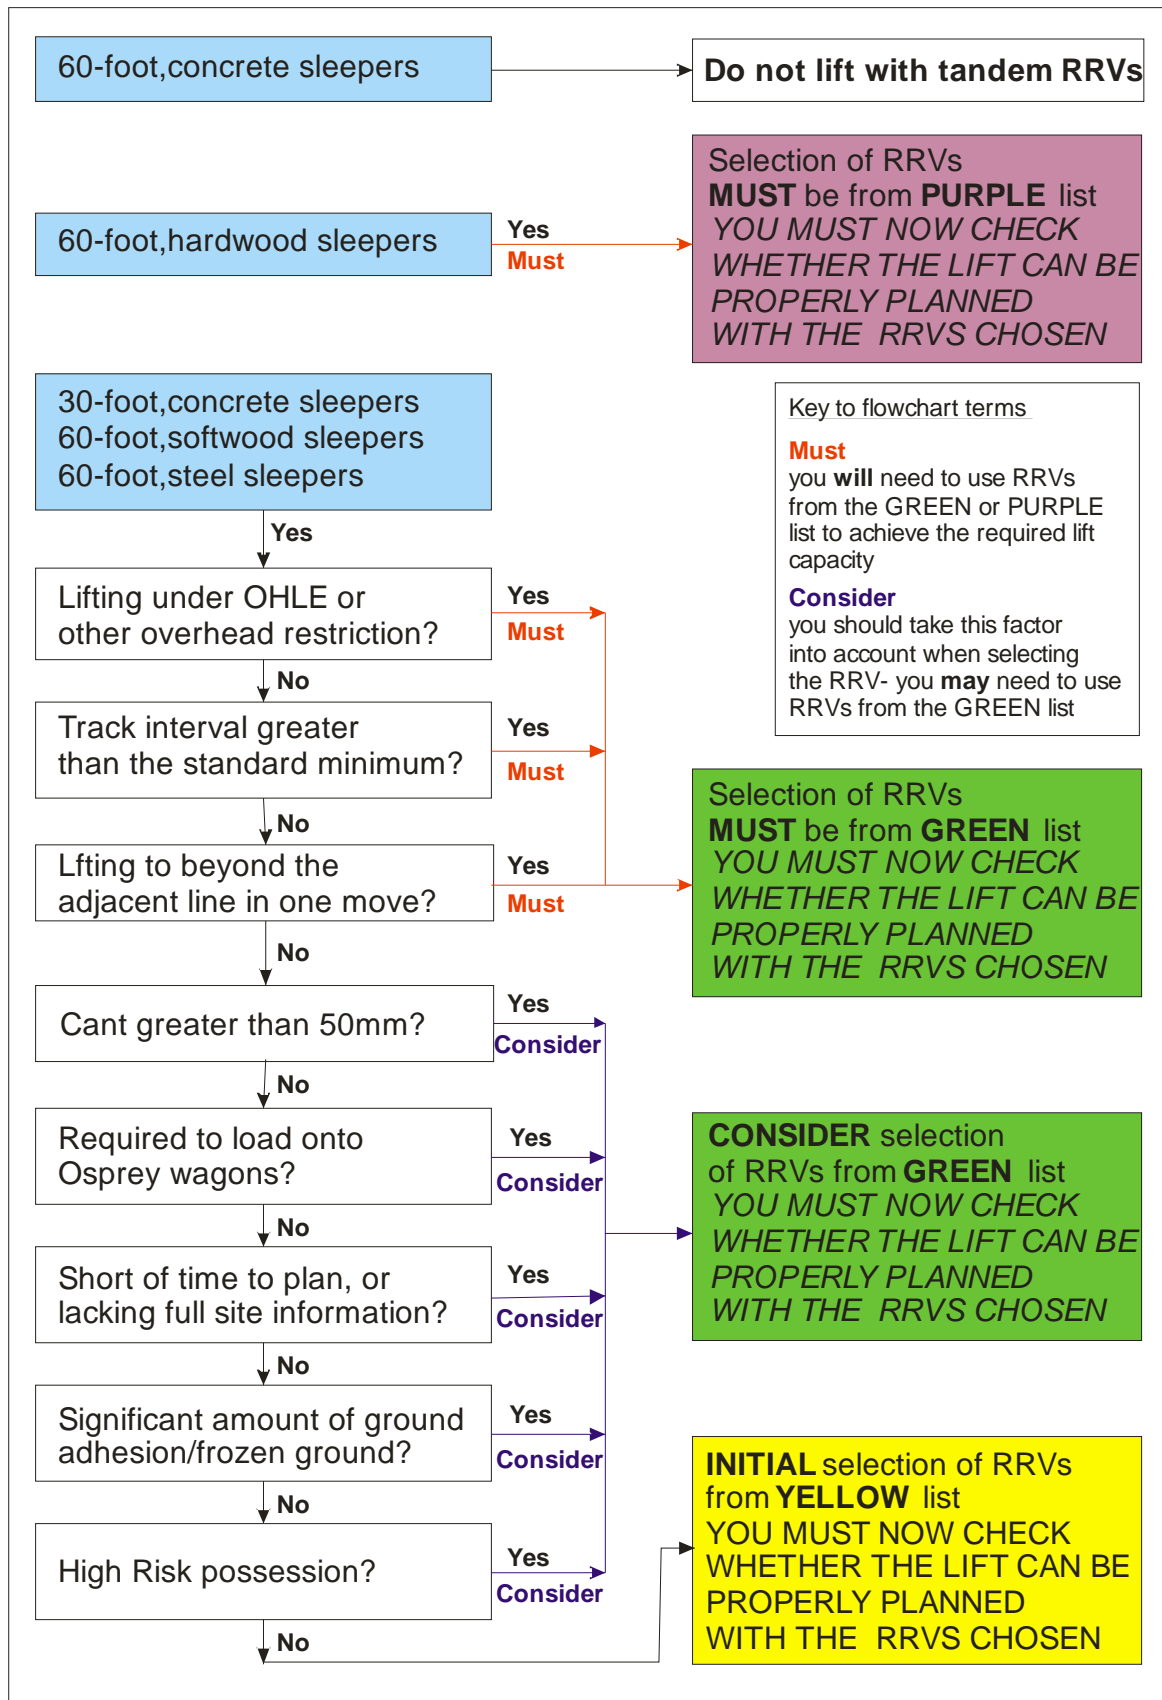 60-foot,concrete sleepers
Do not lift with tandem RRVs
60-foot,hardwood sleepers
Yes
Must
Selection of RRVs
MUST be from PURPLE list
YOU MUST NOW CHECK
WHETHER THE LIFT CAN BE
PROPERLY PLANNED
WITH THE RRVS CHOSEN
30-foot,concrete sleepers
60-foot,softwood sleepers
60-foot,steel sleepers
Yes
Key to flowchart terms
Must
you will need to use RRVs
from the GREEN or PURPLE
list to achieve the required lift
capacity
Consider
you should take this factor
into account when selecting
the RRV- you may need to use
RRVs from the GREEN list
Lifting under OHLE or
other overhead restriction?
Yes
Must
No
Track interval greater
than the standard minimum?
Yes
Must
No
Lfting to beyond the
adjacent line in one move?
Yes
Must
No
Selection of RRVs
MUST be from GREEN list
YOU MUST NOW CHECK
WHETHER THE LIFT CAN BE
PROPERLY PLANNED
WITH THE RRVS CHOSEN
Cant greater than 50mm?
Yes
Consider
No
Required to load onto
Osprey wagons?
Yes
Consider
No
Short of time to plan, or
lacking full site information?
Yes
Consider
No
CONSIDER selection
of RRVs from GREEN list
YOU MUST NOW CHECK
WHETHER THE LIFT CAN BE
PROPERLY PLANNED
WITH THE RRVS CHOSEN
Significant amount of ground
adhesion/frozen ground?
Yes
Consider
No
High Risk possession?
Yes
Consider
No
INITIAL selection of RRVs
from YELLOW list
YOU MUST NOW CHECK
WHETHER THE LIFT CAN BE
PROPERLY PLANNED
WITH THE RRVS CHOSEN